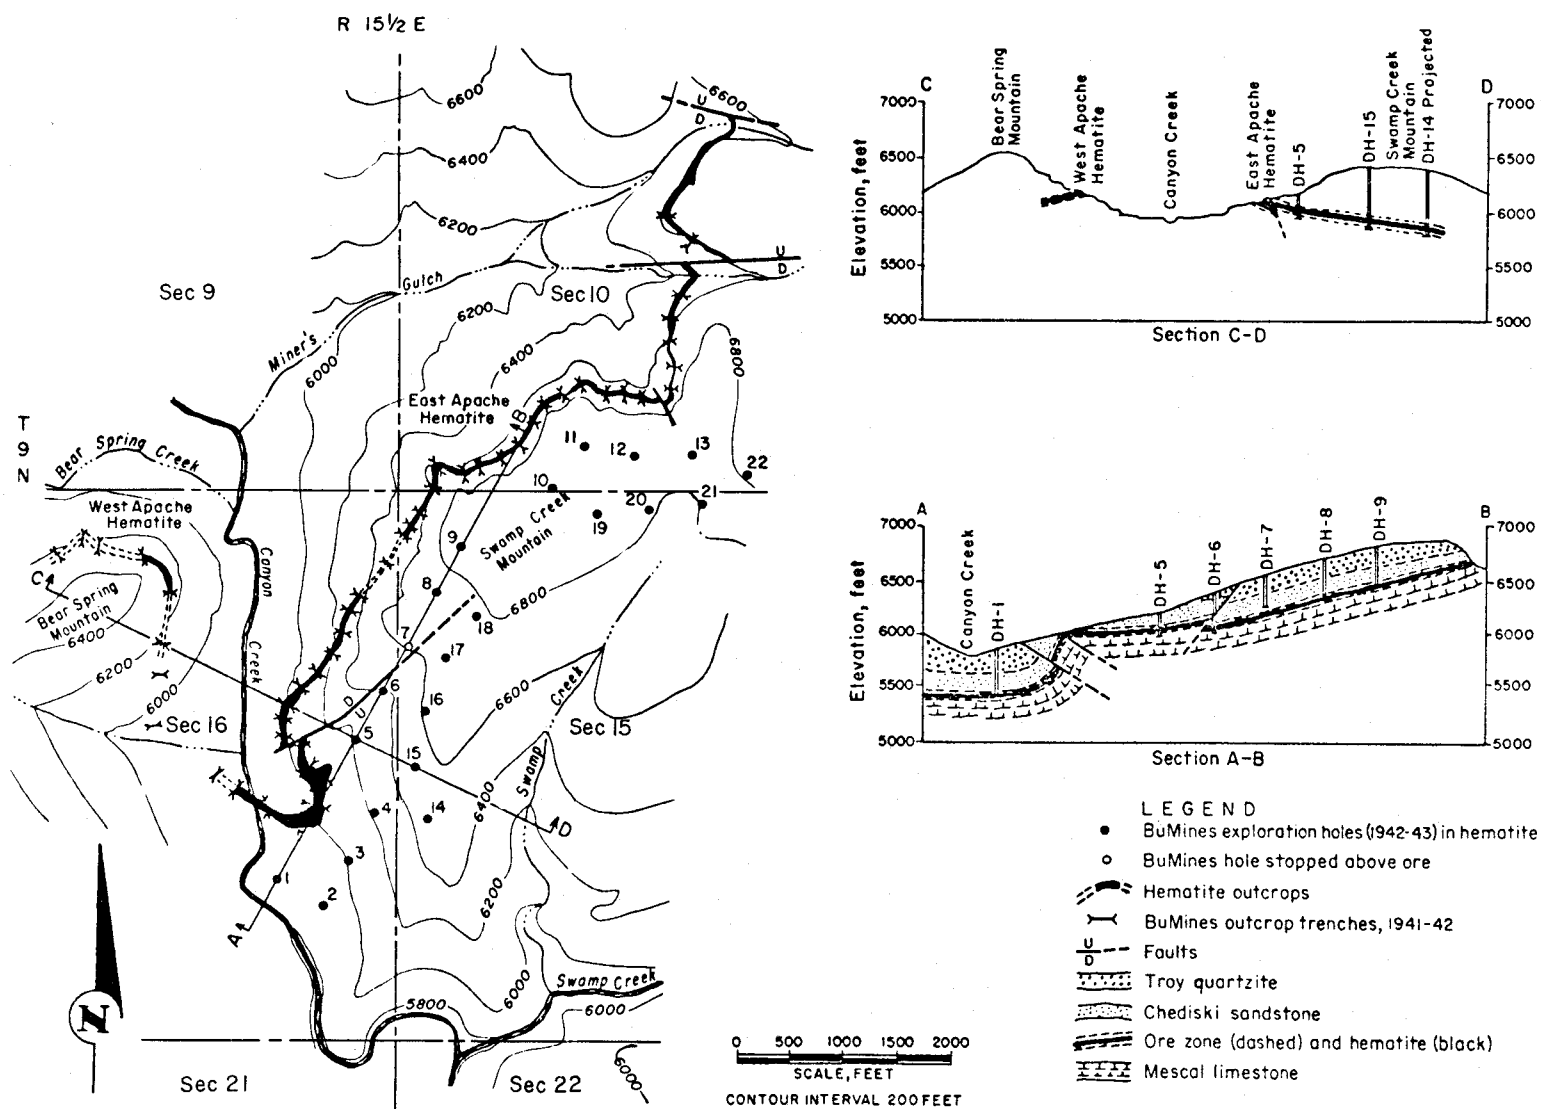 R 15½ E
6600
6600
U
D
6400
6200
U
D
Gulch
Sec 9
Sec 10
6200
Miner's
6000
6400
6800
East Apache
Hematite
B
T
9
N
Bear Spring Creek
11
12
13
22
10
21
20
19
West Apache
Hematite
Swamp Creek
Mountain
9
Canyon
C
8
6800
Bear Spring
Mountain
6400
7
18
17
Creek
6200
6000
6
D
U
16
6600
Creek
Sec 16
5
Sec 15
15
Swamp
6400
4
14
D
3
1
2
6200
A
Swamp Creek
6000
5800
6000
N
6000
Sec 21
Sec 22
0 500 1000 1500 2000
SCALE, FEET
CONTOUR INTERVAL 200 FEET
C
Bear Spring
Mountain
West Apache
Hematite
Canyon Creek
East Apache
Hematite
DH-5
DH-15
Swamp Creek
Mountain
DH-14 Projected
D
7000
6500
6000
5500
5000
Elevation, feet
7000
6500
6000
5500
5000
Section C-D
A
Canyon Creek
DH-1
DH-5
DH-6
DH-7
DH-8
DH-9
B
7000
6500
6000
5500
5000
Elevation, feet
7000
6500
6000
5500
5000
Section A-B
LEGEND
BuMines exploration holes (1942-43) in hematite
BuMines hole stopped above ore
Hematite outcrops
BuMines outcrop trenches, 1941-42
U
D
Faults
Troy quartzite
Chediski sandstone
Ore zone (dashed) and hematite (black)
Mescal limestone